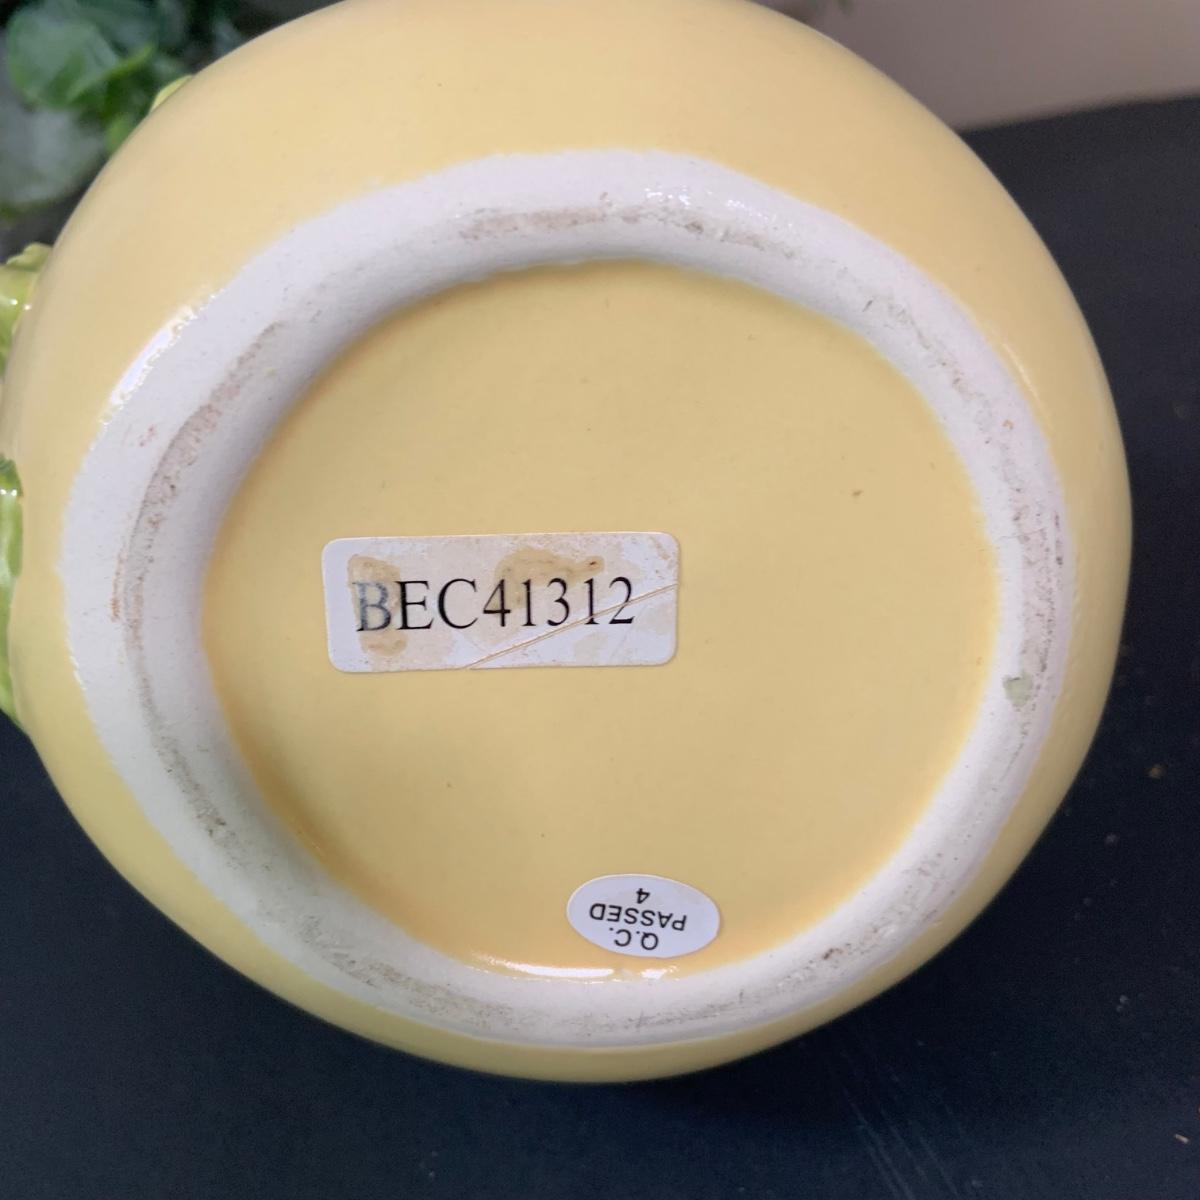 BEC41312
Q.C.
PASSED
4